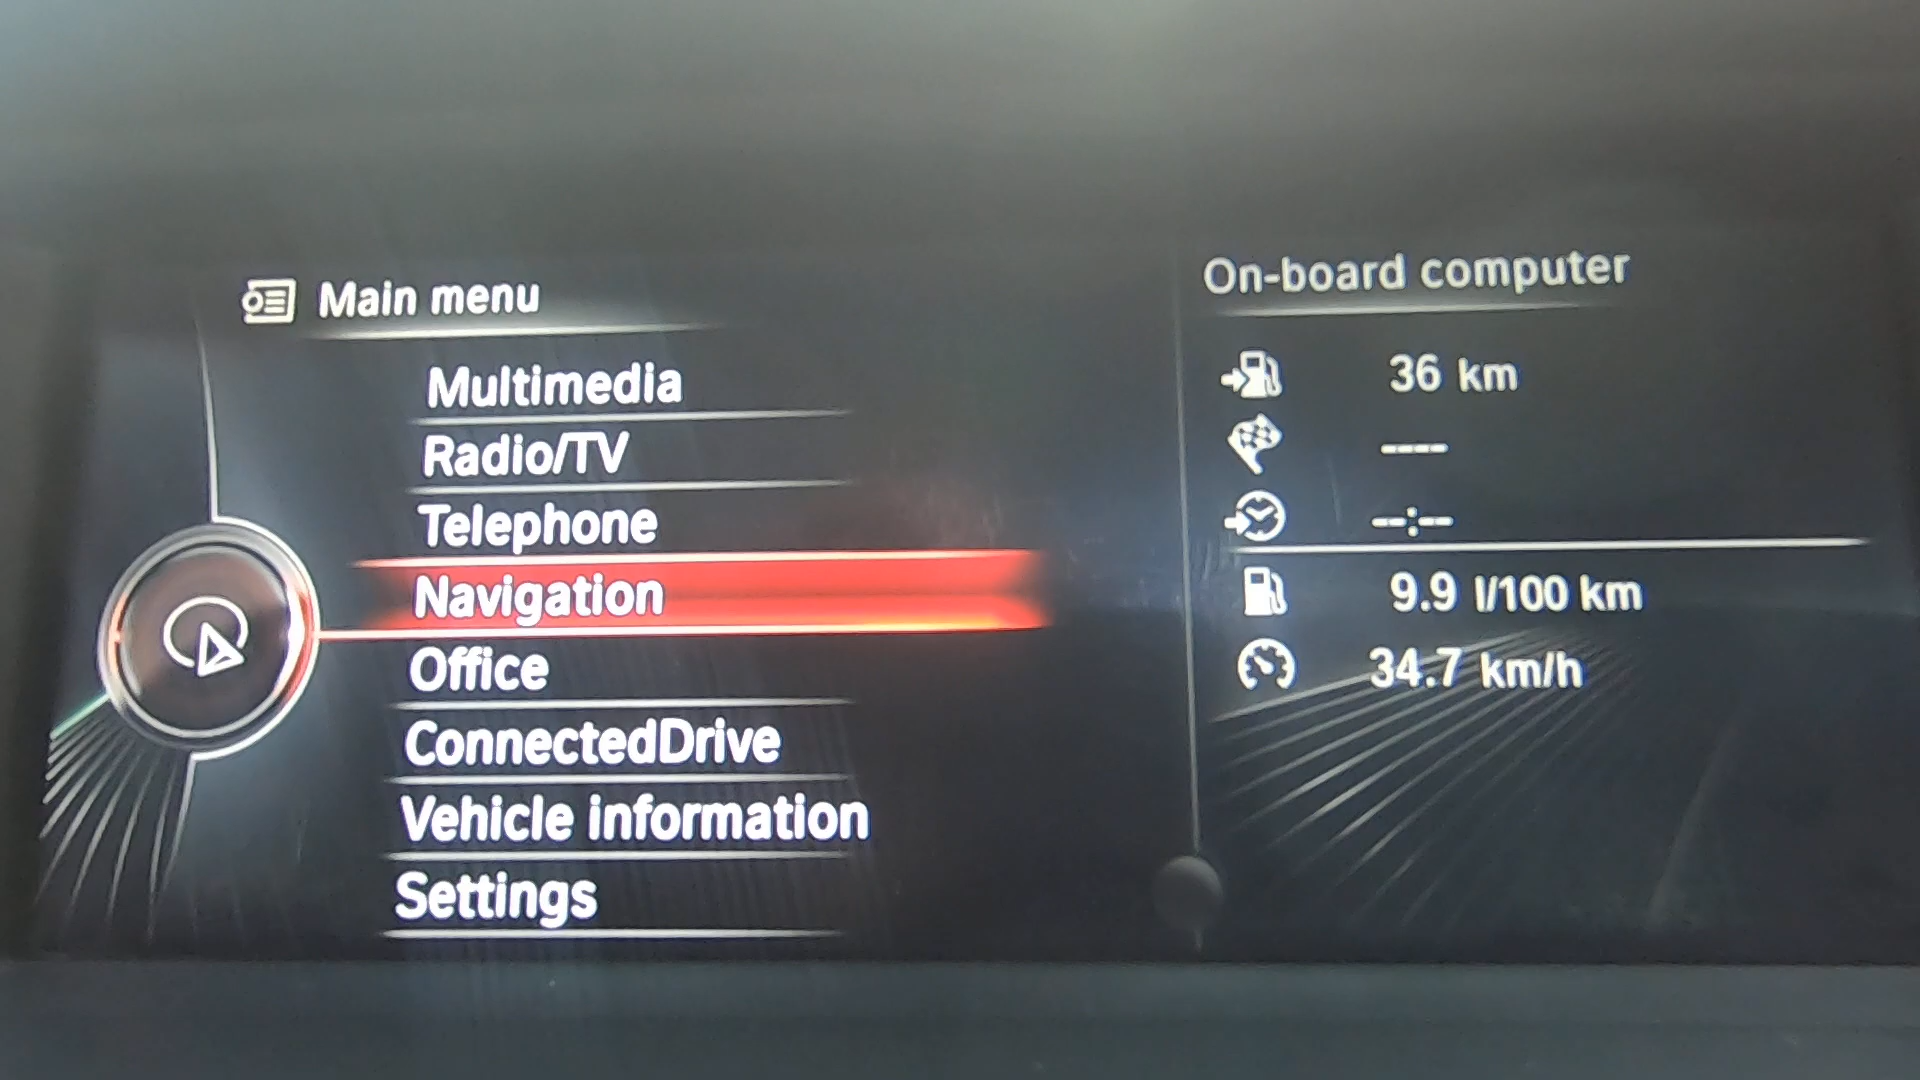 Main menu
Multimedia
Radio/TV
Telephone
Navigation
Office
ConnectedDrive
Vehicle information
Settings
On-board computer
36 km
----
--:--
9.9 l/100 km
34.7 km/h